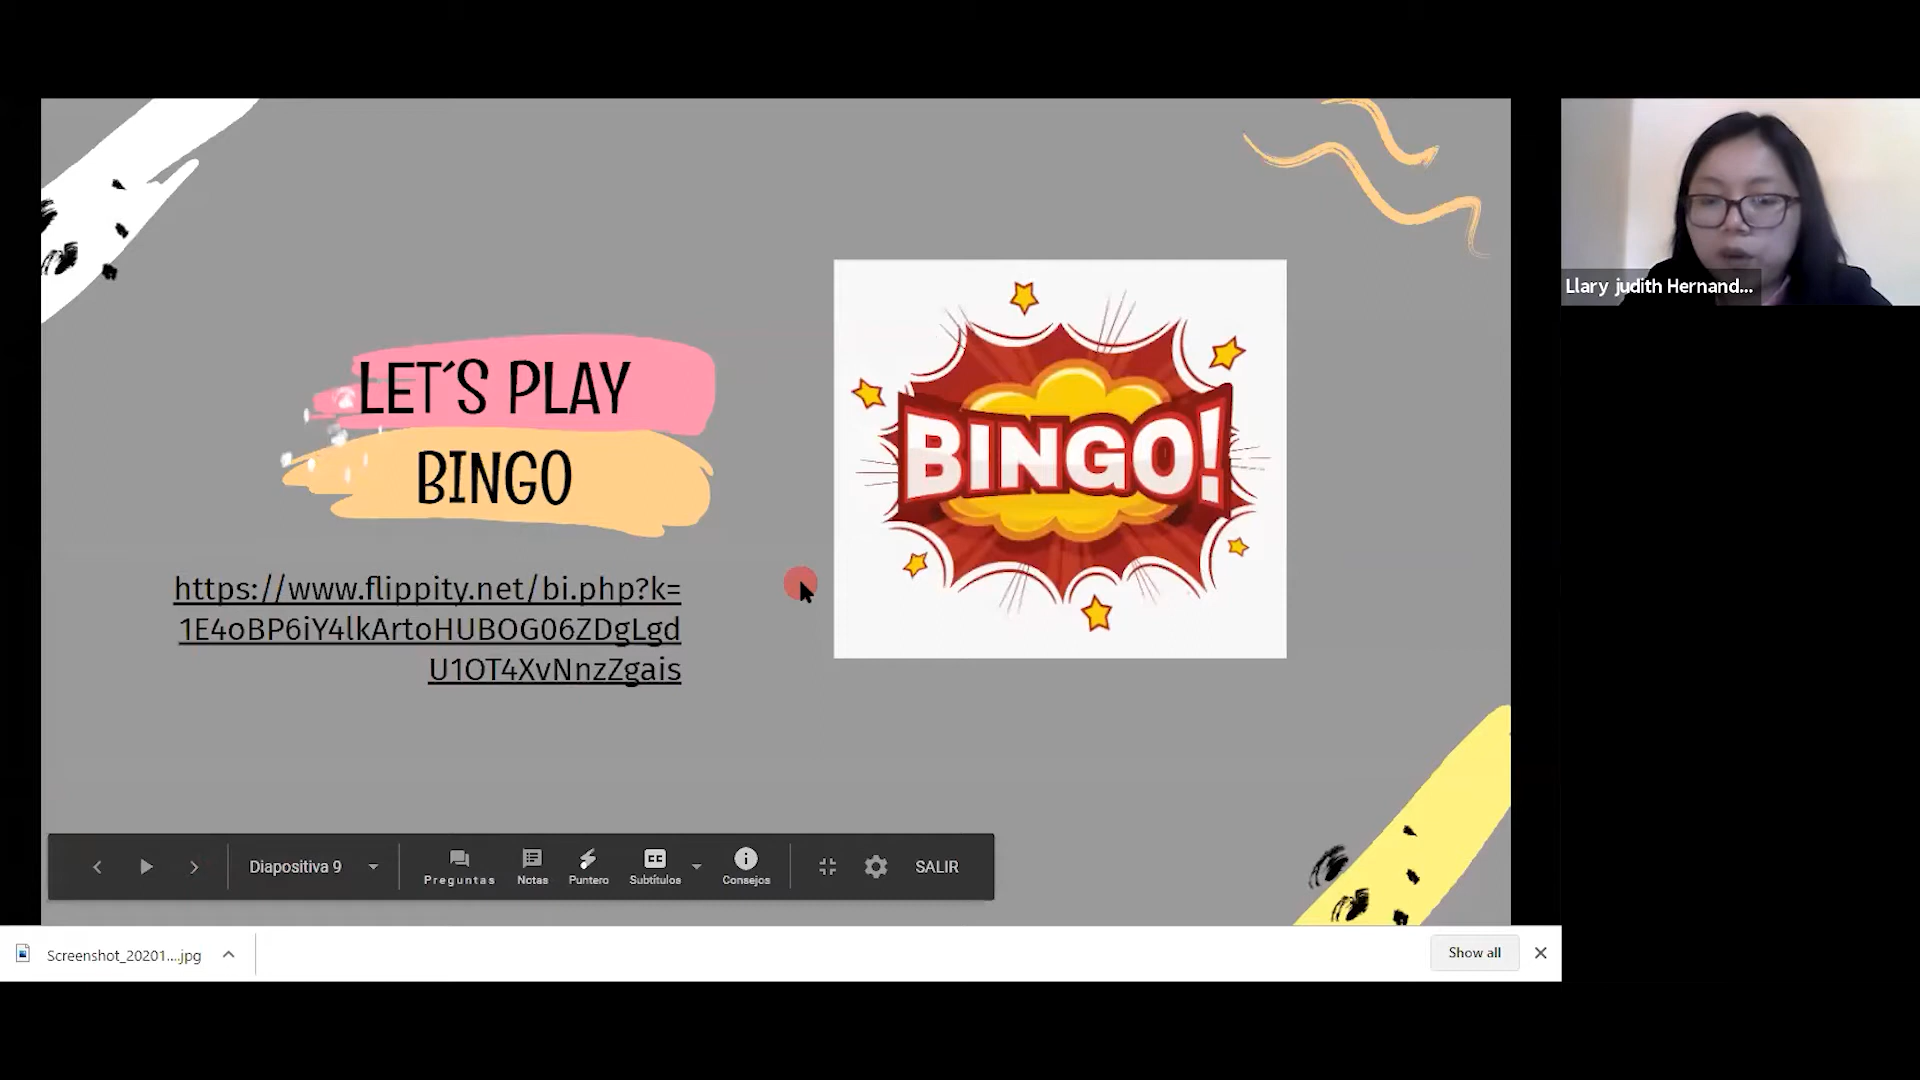 LET´S PLAY
BINGO
BINGO!
https://www.flippity.net/bi.php?k=
1E4oBP6iY4lkArtoHUBOG06ZDgLgd
U1OT4XvNnzZgais
Llary judith Hernand...
Diapositiva 9
Preguntas
Notas
Puntero
CC
Subtítulos
Consejos
SALIR
Screenshot_20201....jpg
Show all